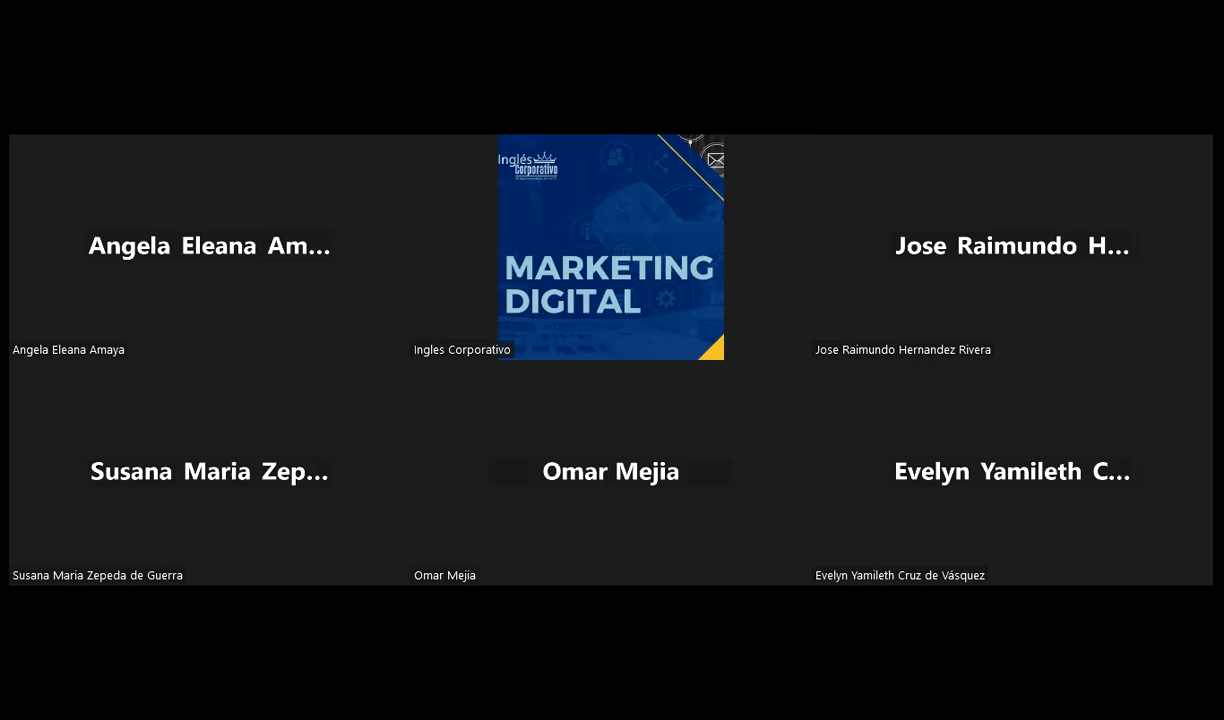 Angela Eleana Am...
Angela Eleana Amaya
Inglés
Corporativo
MARKETING
DIGITAL
Ingles Corporativo
Jose Raimundo H...
Jose Raimundo Hernandez Rivera
Susana Maria Zep...
Susana Maria Zepeda de Guerra
Omar Mejia
Omar Mejia
Evelyn Yamileth C...
Evelyn Yamileth Cruz de Vásquez